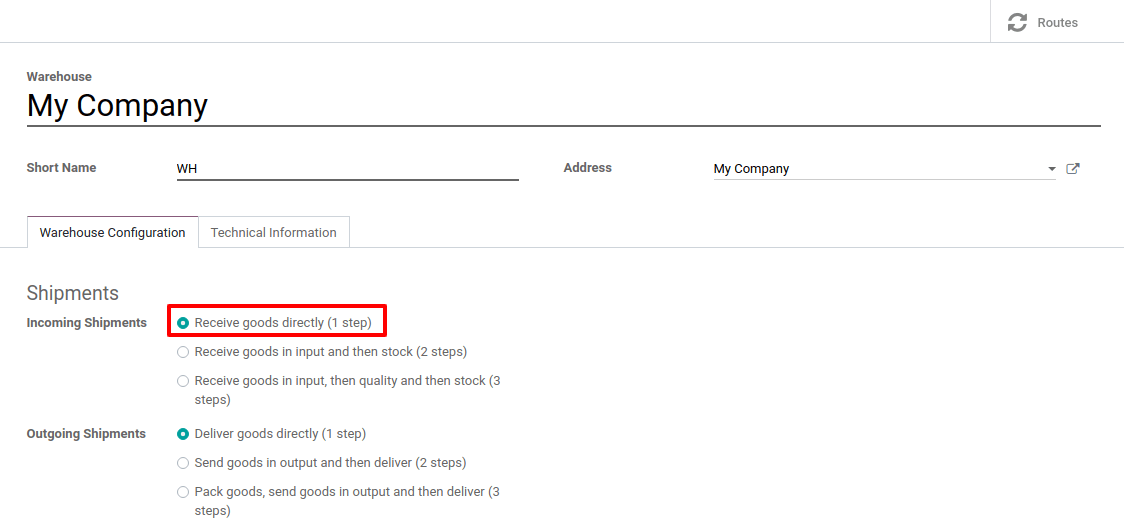 Routes
Warehouse
My Company
Short Name WH Address My Company
Warehouse Configuration Technical Information
Shipments
Incoming Shipments Receive goods directly (1 step)
Receive goods in input and then stock (2 steps)
Receive goods in input, then quality and then stock (3
steps)
Outgoing Shipments Deliver goods directly (1 step)
Send goods in output and then deliver (2 steps)
Pack goods, send goods in output and then deliver (3
steps)